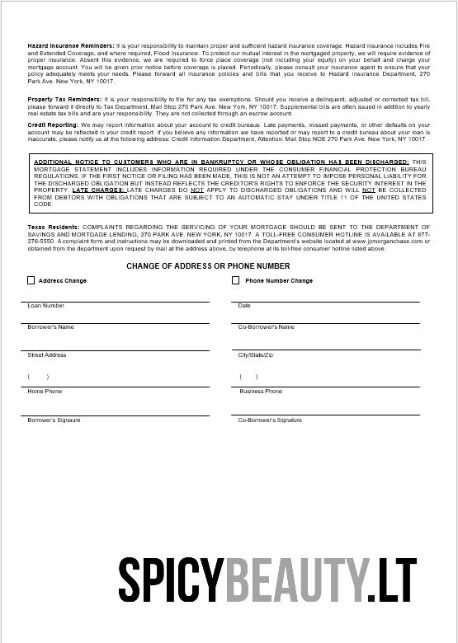 Hazard Insurance Reminders: It is your responsibility to maintain proper and sufficient hazard insurance coverage. Hazard insurance includes Fire
and Extended Coverage, and where required, Flood insurance. To protect our mutual interest in the mortgaged property, we will require evidence of
proper insurance. Absent this evidence, we are required to force place coverage (not including your equity) on your behalf and charge your
mortgage account. You will be given prior notice before coverage is placed. Periodically, please consult your insurance agent to ensure that your
policy adequately meets your needs. Please forward all insurance policies and bills that you receive to Hazard Insurance Department, 270
Park Ave. New York, NY 10017.
Property Tax Reminders: It is your responsibility to file for any tax exemptions. Should you receive a delinquent, adjusted or corrected tax bill,
please forward it directly to Tax Department, Mail Stop 270 Park Ave. New York, NY 10017. Supplemental bills are often issued in addition to yearly
real estate tax bills and are your responsibility. They are not collected through an escrow account.
Credit Reporting: We may report information about your account to credit bureaus. Late payments, missed payments, or other defaults on your
account may be reflected in your credit report. If you believe any information we have reported or may report to a credit bureau about your loan is
inaccurate, please notify us at the following address: Credit Information Department, Attention: Mail Stop NOE 270 Park Ave. New York, NY 10017.
ADDITIONAL NOTICE TO CUSTOMERS WHO ARE IN BANKRUPTCY OR WHOSE OBLIGATION HAS BEEN DISCHARGED: THIS
MORTGAGE STATEMENT INCLUDES INFORMATION REQUIRED UNDER THE CONSUMER FINANCIAL PROTECTION BUREAU
REGULATIONS. IF THE FIRST NOTICE OR FILING HAS BEEN MADE, THIS IS NOT AN ATTEMPT TO IMPOSE PERSONAL LIABILITY FOR
THE DISCHARGED OBLIGATION BUT INSTEAD REFLECTS THE CREDITOR'S RIGHTS TO ENFORCE THE SECURITY INTEREST IN THE
PROPERTY. LATE CHARGES: LATE CHARGES DO NOT APPLY TO DISCHARGED OBLIGATIONS AND WILL NOT BE COLLECTED
FROM DEBTORS WITH OBLIGATIONS THAT ARE SUBJECT TO AN AUTOMATIC STAY UNDER TITLE 11 OF THE UNITED STATES
CODE.
Texas Residents: COMPLAINTS REGARDING THE SERVICING OF YOUR MORTGAGE SHOULD BE SENT TO THE DEPARTMENT OF
SAVINGS AND MORTGAGE LENDING, 270 PARK AVE. NEW YORK, NY 10017. A TOLL-FREE CONSUMER HOTLINE IS AVAILABLE AT 877-
276-5550. A complaint form and instructions may be downloaded and printed from the Department's website located at www.jpmorganchase.com or
obtained from the department upon request by mail at the address above, by telephone at its toll-free consumer hotline listed above.
CHANGE OF ADDRESS OR PHONE NUMBER
Address Change Phone Number Change
Loan Number Date
Borrower's Name Co-Borrower's Name
Street Address City/State/Zip
( ) ( )
Home Phone Business Phone
Borrower's Signaure Co-Borrower's Signature
SPICYBEAUTY.LT